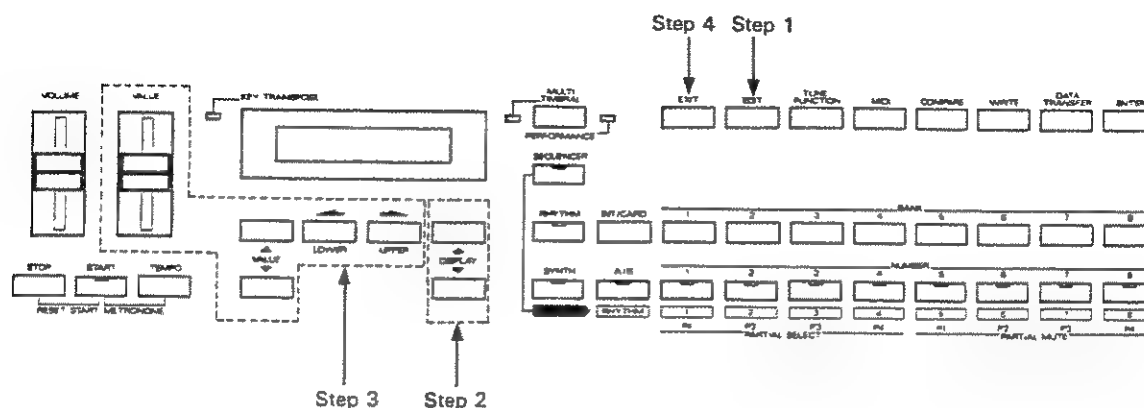 Step 4 Step 1
VOLUME VALUE KEY TRANSPOSE MULTI TIMBRAL EXIT EDIT TUNE FUNCTION MIDI COMPARE WRITE DATA TRANSFER ENTER
PERFORMANCE
SEQUENCER
BANK
RHYTHM INT/CARD 1 2 3 4 5 6 7 8
VALUE LOWER UPPER DISPLAY
NUMBER
STOP START TEMPO SYNTH A/B 1 2 3 4 5 6 7 8
RESET START METRONOME RHYTHM 1 2 3 4 5 6 7 8
P1 P2 P3 P4 P1 P2 P3 P4
PARTIAL SELECT PARTIAL MUTE
Step 3 Step 2